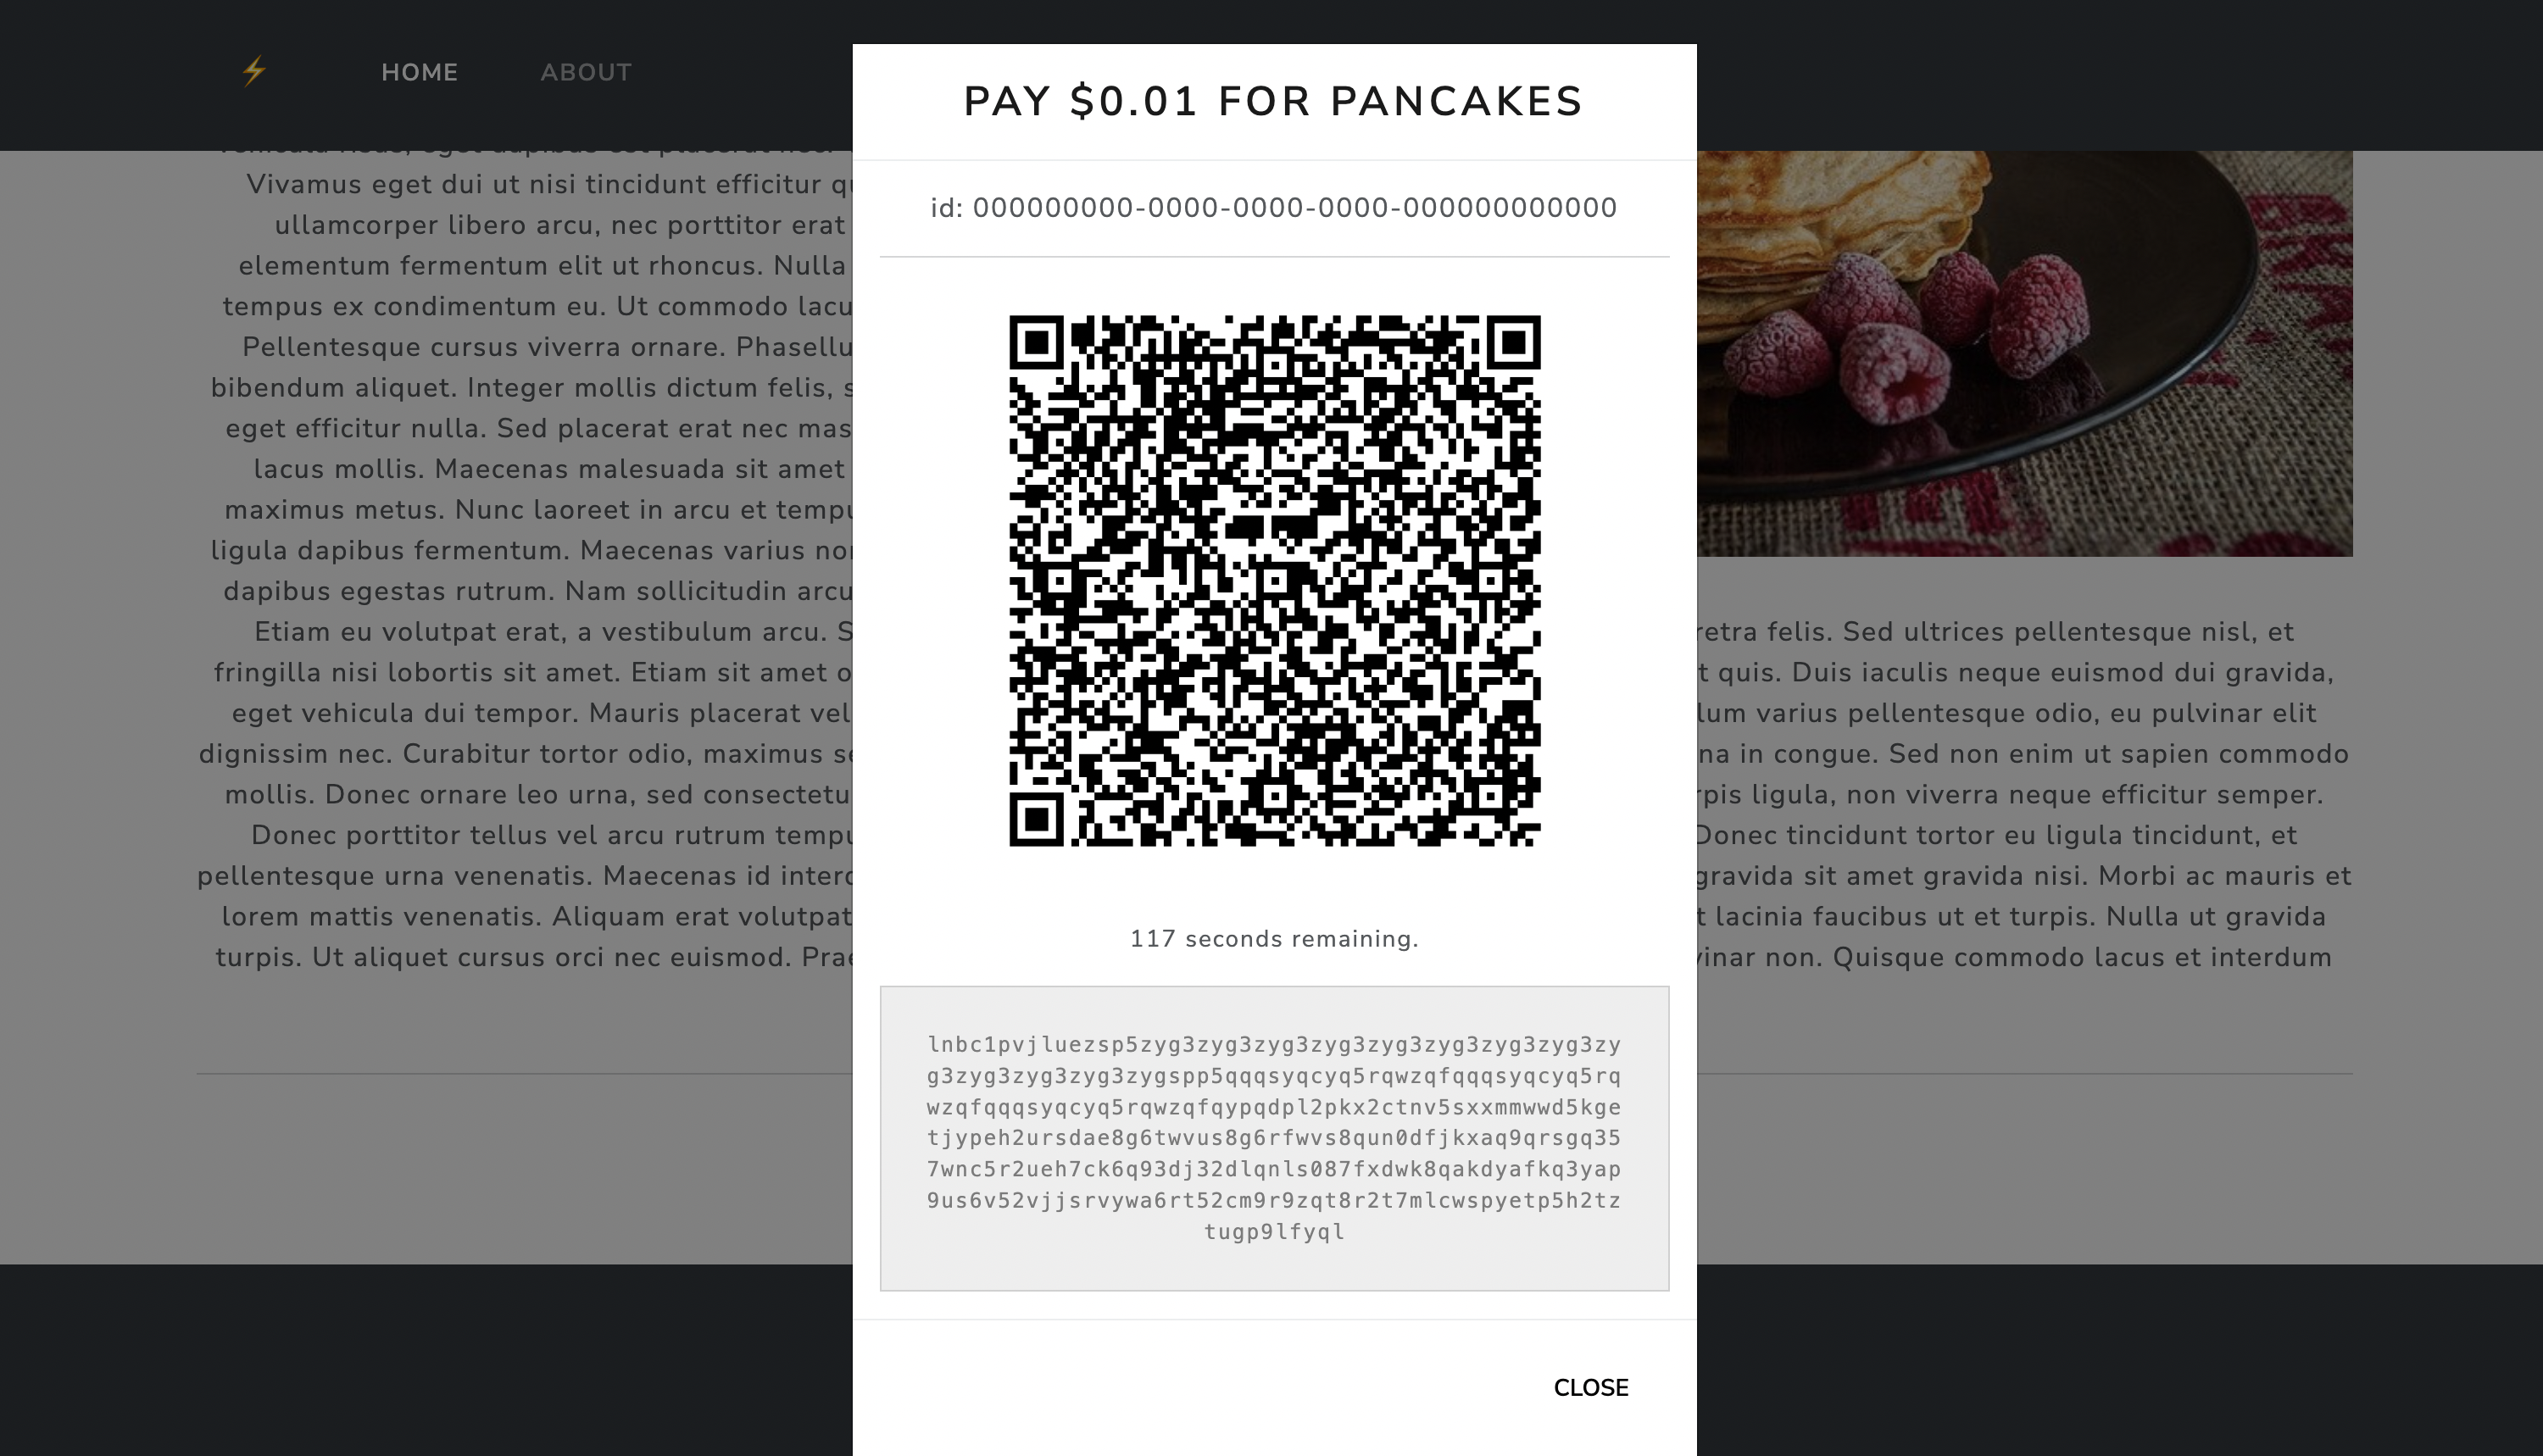 HOME ABOUT
PAY $0.01 FOR PANCAKES
id: 000000000-0000-0000-0000-000000000000
117 seconds remaining.
lnbc1pvjluezsp5zyg3zyg3zyg3zyg3zyg3zyg3zyg3zyg3zy
g3zyg3zyg3zyg3zygspp5qqqsyqcyq5rqwzqfqqqsyqcyq5rq
wzqfqqqsyqcyq5rqwzqfqypqdpl2pkx2ctnv5sxxmmwwd5kge
tjypeh2ursdae8g6twvus8g6rfwvs8qun0dfjkxaq9qrsgq35
7wnc5r2ueh7ck6q93dj32dlqnls087fxdwk8qakdyafkq3yap
9us6v52vjjsrvywa6rt52cm9r9zqt8r2t7mlcwspyetp5h2tz
tugp9lfyql
CLOSE
Vivamus eget dui ut nisi tincidunt efficitur
ullamcorper libero arcu, nec porttitor erat
elementum fermentum elit ut rhoncus. Nulla
tempus ex condimentum eu. Ut commodo
Pellentesque cursus viverra ornare.
bibendum aliquet. Integer mollis dictum felis,
eget efficitur nulla. Sed placerat erat nec
lacus mollis. Maecenas malesuada sit amet
maximus metus. Nunc laoreet in arcu et
ligula dapibus fermentum. Maecenas varius
dapibus egestas rutrum. Nam sollicitudin
Etiam eu volutpat erat, a vestibulum arcu.
fringilla nisi lobortis sit amet. Etiam sit amet
eget vehicula dui tempor. Mauris placerat vel
dignissim nec. Curabitur tortor odio, maximus
mollis. Donec ornare leo urna, sed
Donec porttitor tellus vel arcu rutrum
pellentesque urna venenatis. Maecenas id
lorem mattis venenatis. Aliquam erat volutpat
turpis. Ut aliquet cursus orci nec euismod.
felis. Sed ultrices pellentesque nisl, et
quis. Duis iaculis neque euismod dui gravida,
varius pellentesque odio, eu pulvinar elit
in congue. Sed non enim ut sapien commodo
ligula, non viverra neque efficitur semper.
Donec tincidunt tortor eu ligula tincidunt, et
gravida sit amet gravida nisi. Morbi ac mauris et
lacinia faucibus ut et turpis. Nulla ut gravida
non. Quisque commodo lacus et interdum